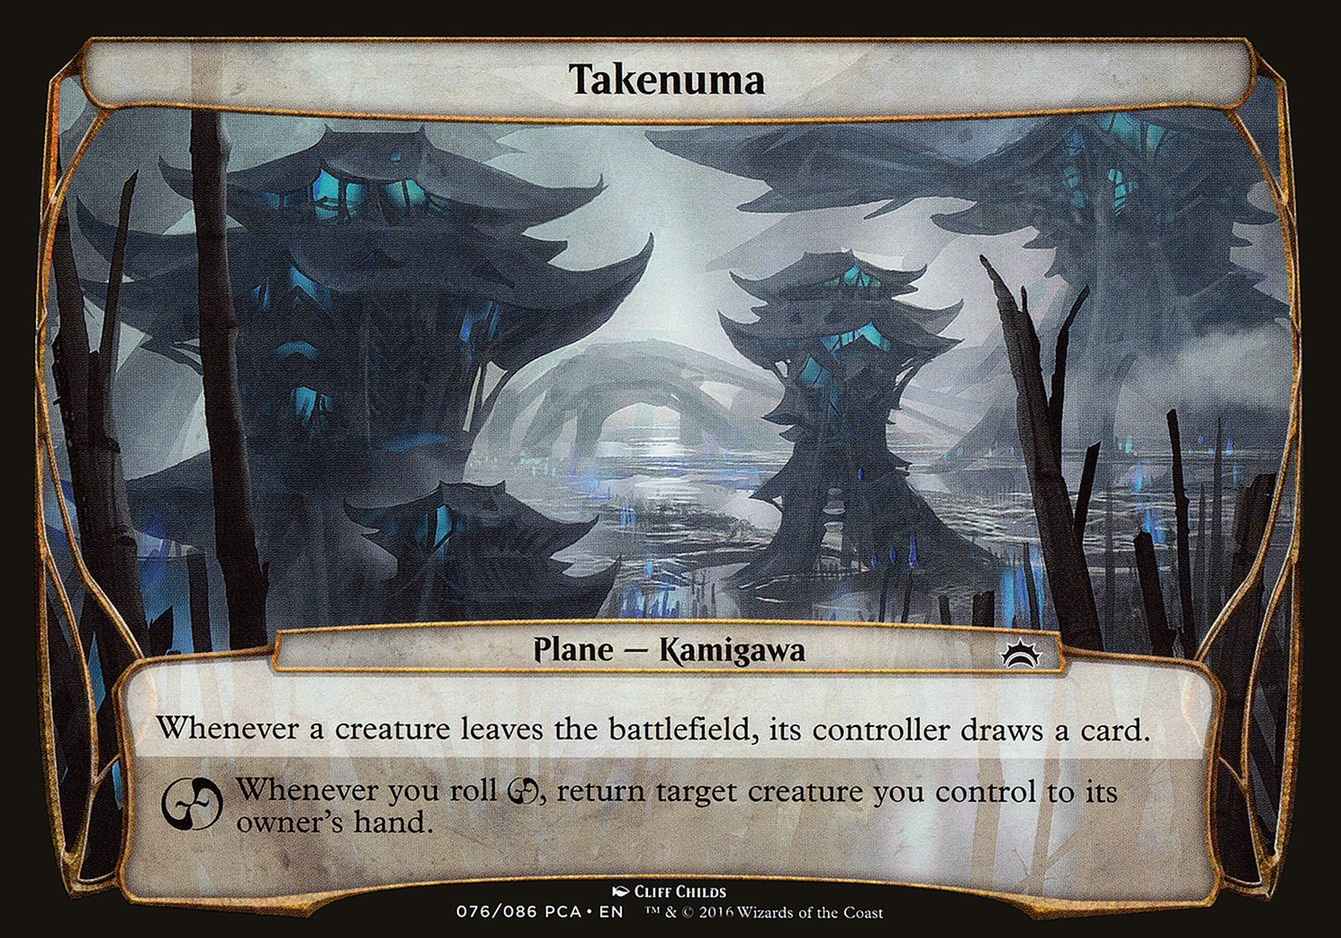 Takenuma
Plane — Kamigawa
Whenever a creature leaves the battlefield, its controller draws a card.
Whenever you roll , return target creature you control to its
owner's hand.
Cliff Childs
076/086 PCA • EN ™ & © 2016 Wizards of the Coast